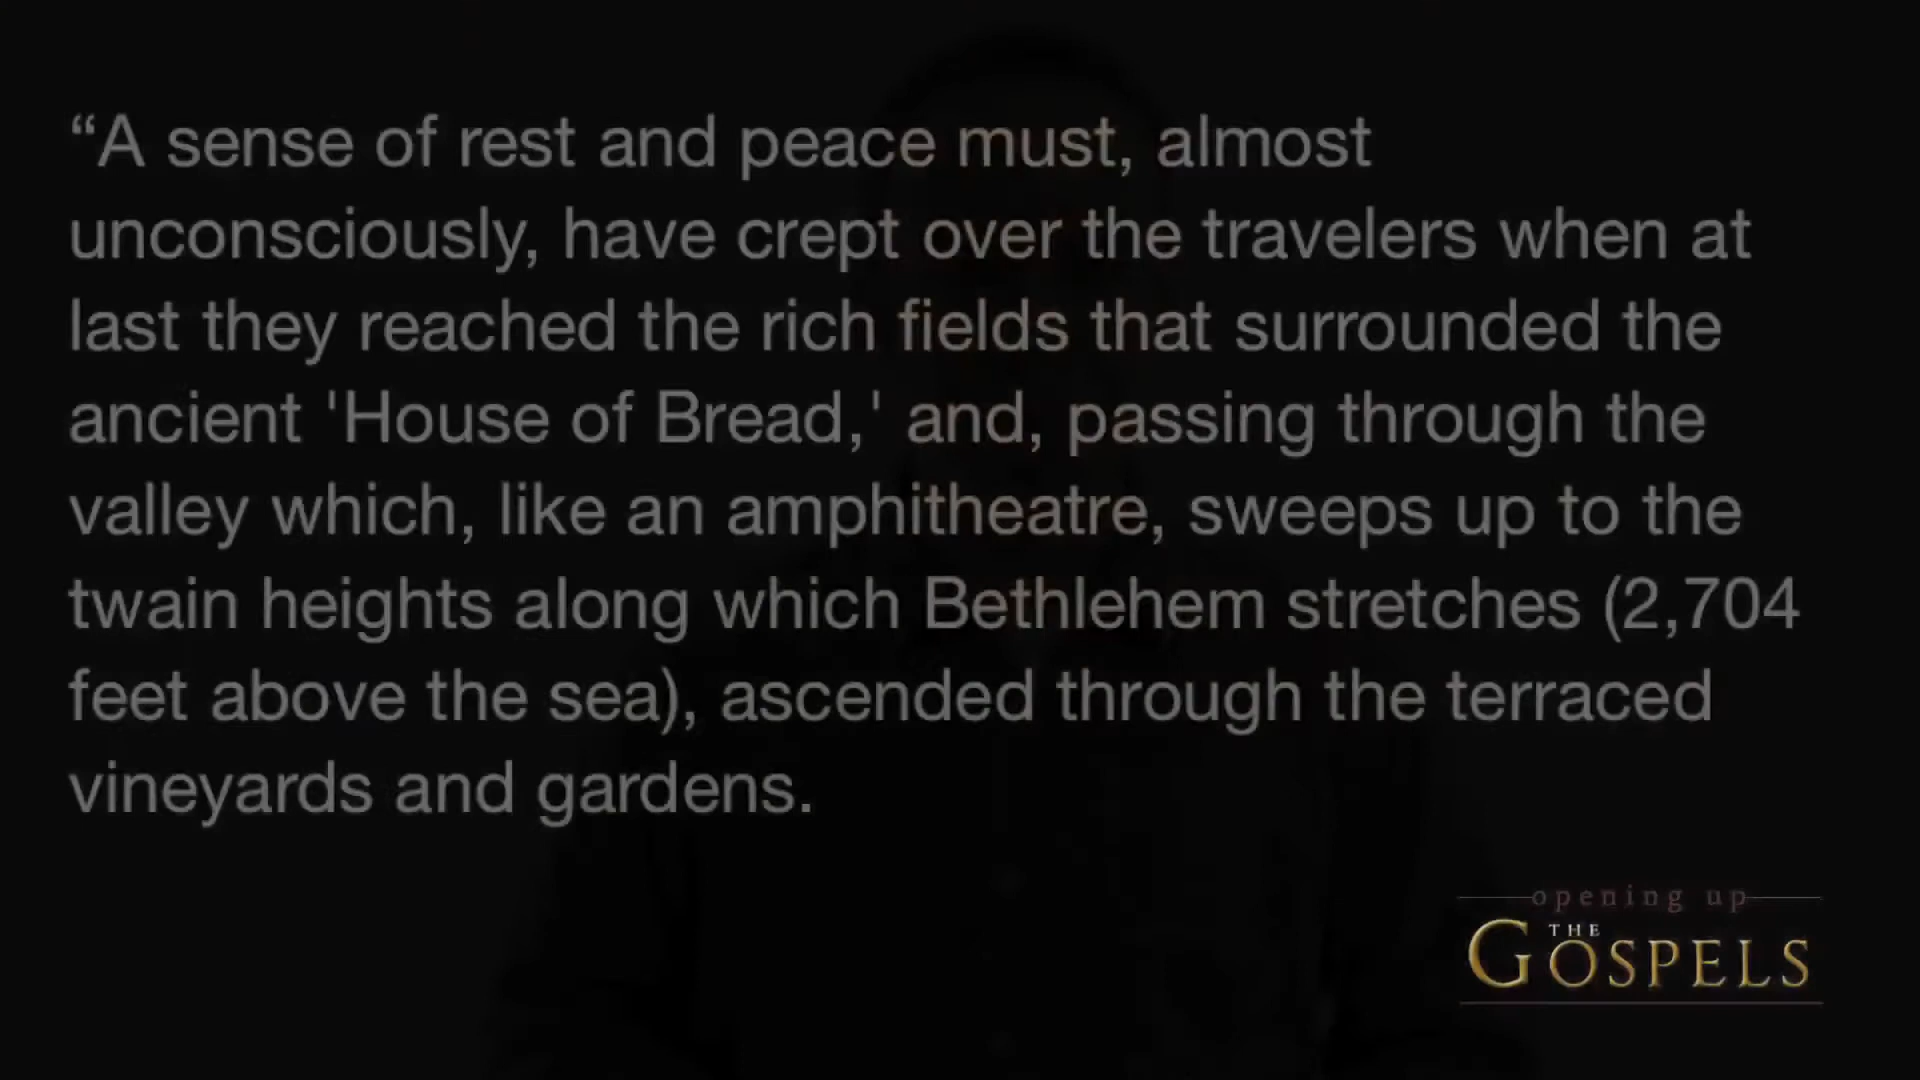 “A sense of rest and peace must, almost
unconsciously, have crept over the travelers when at
last they reached the rich fields that surrounded the
ancient 'House of Bread,' and, passing through the
valley which, like an amphitheatre, sweeps up to the
twain heights along which Bethlehem stretches (2,704
feet above the sea), ascended through the terraced
vineyards and gardens.
opening up
THE
GOSPELS